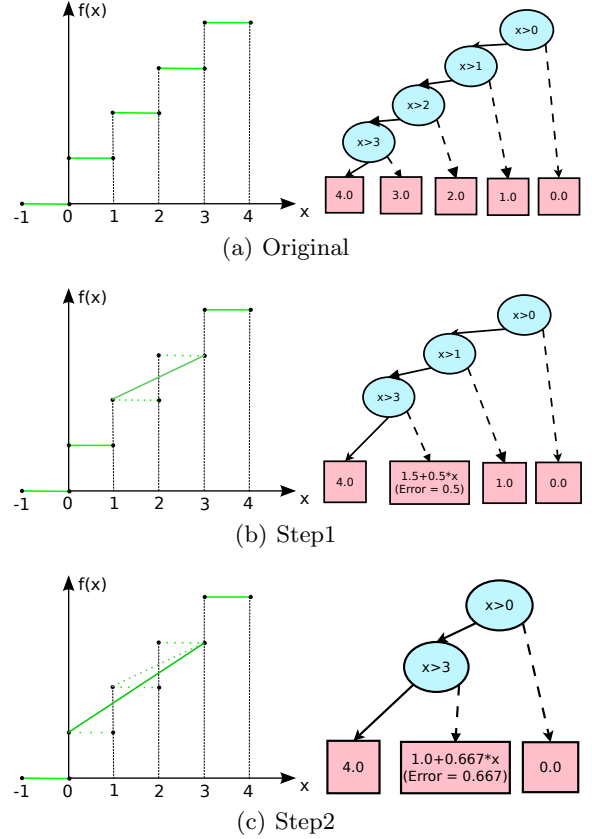 f(x)
-1 0 1 2 3 4 x
x>0
x>1
x>2
x>3
4.0 3.0 2.0 1.0 0.0
(a) Original
f(x)
-1 0 1 2 3 4 x
x>0
x>1
x>3
4.0 1.5+0.5*x 1.0 0.0
(Error = 0.5)
(b) Step1
f(x)
-1 0 1 2 3 4 x
x>0
x>3
4.0 1.0+0.667*x 0.0
(Error = 0.667)
(c) Step2